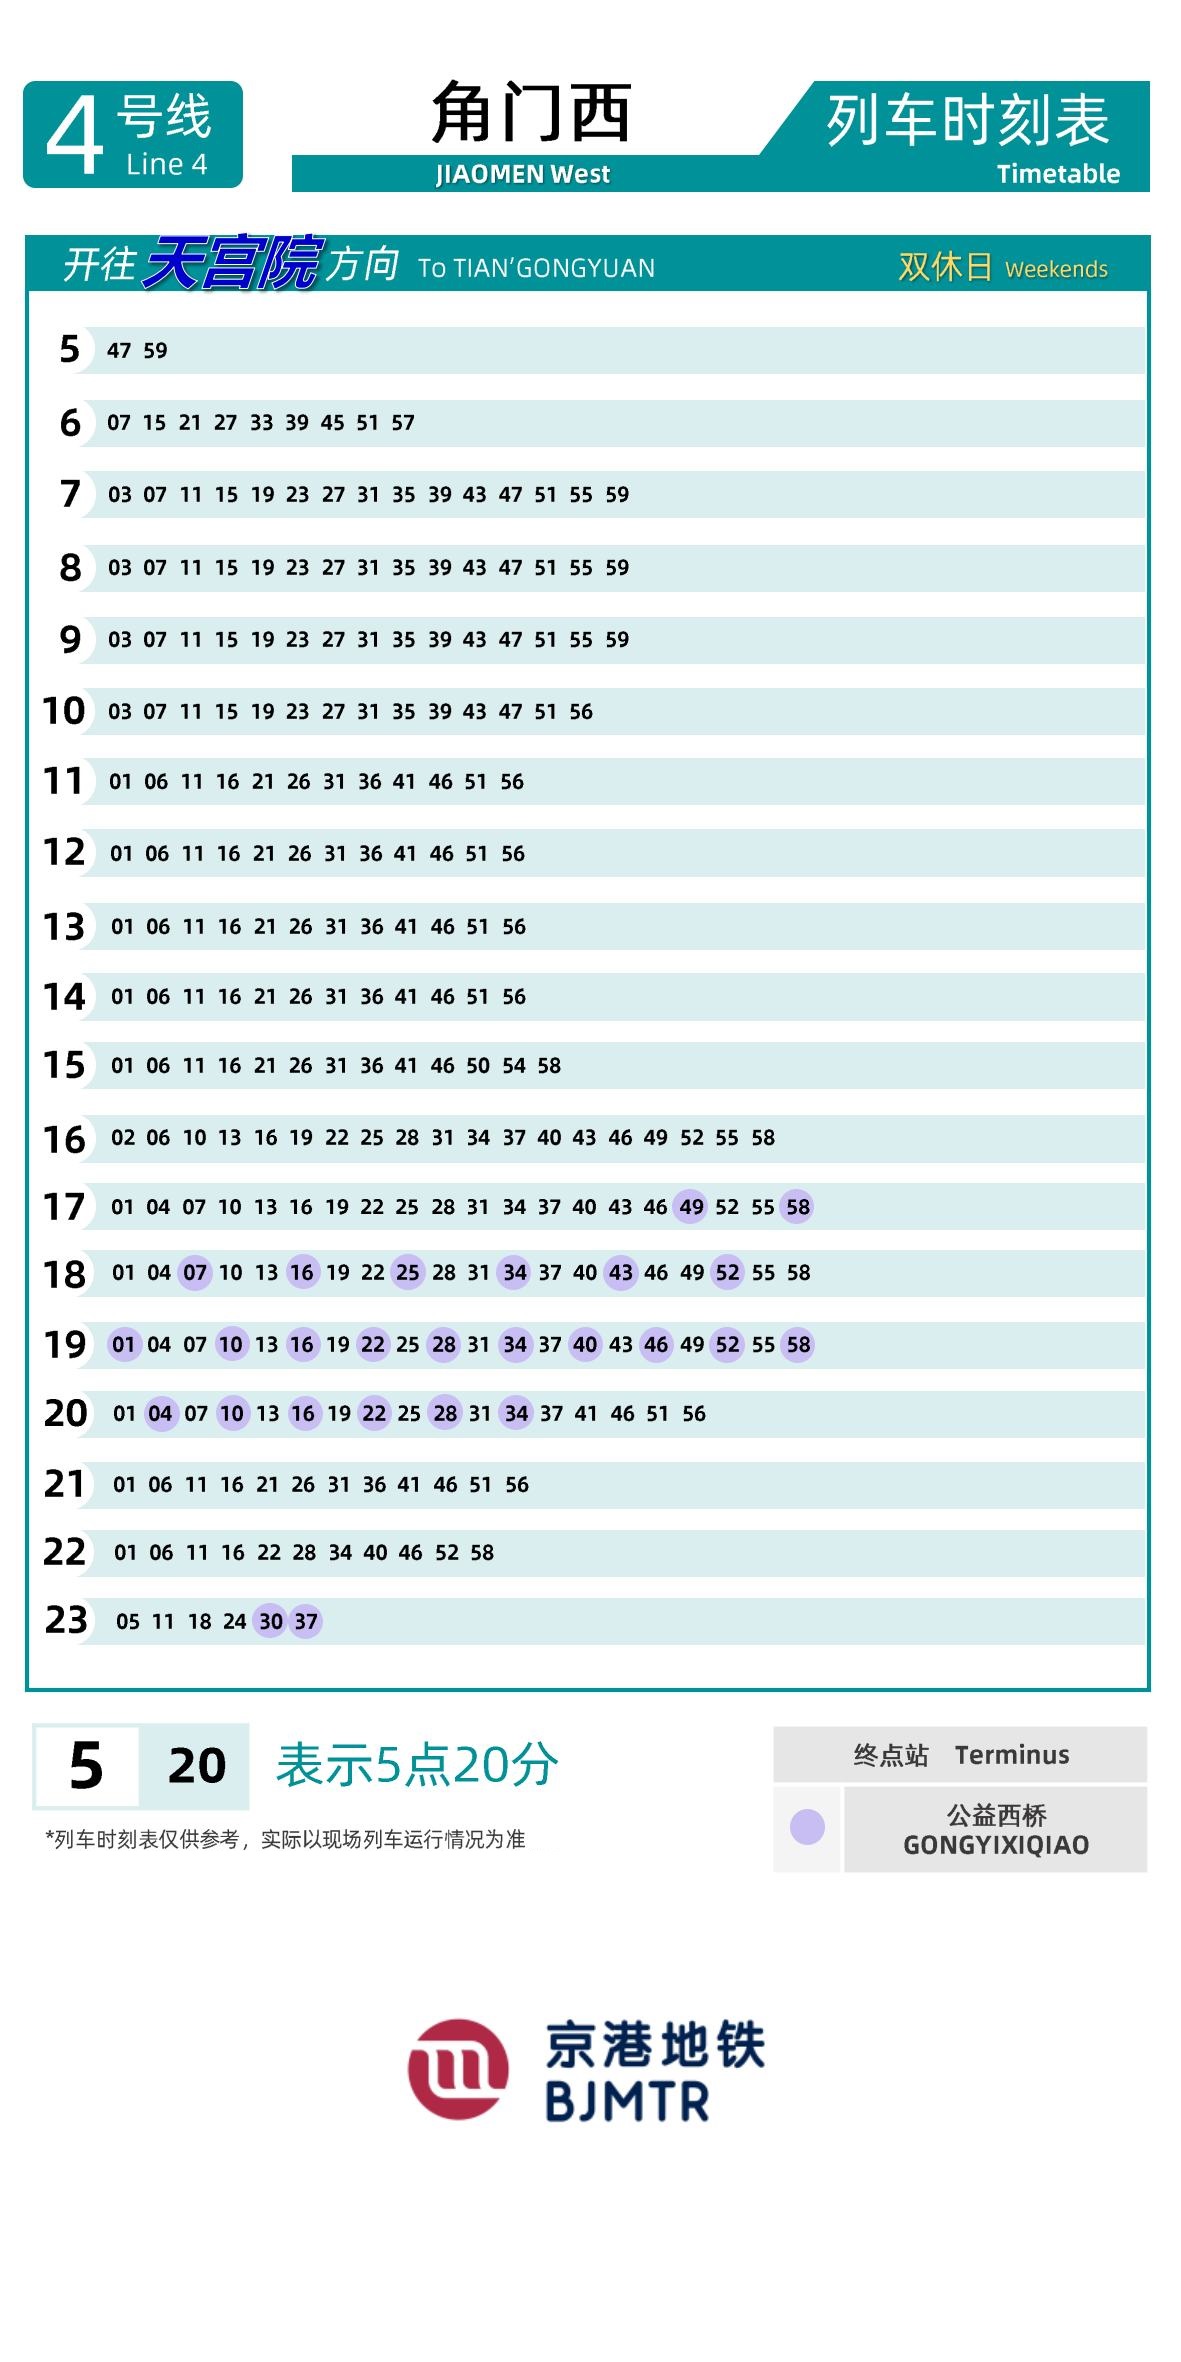 4 号线
Line 4
角门西
JIAOMEN West
列车时刻表
Timetable
开往天宫院方向 To TIAN'GONGYUAN 双休日 Weekends
5 47 59
6 07 15 21 27 33 39 45 51 57
7 03 07 11 15 19 23 27 31 35 39 43 47 51 55 59
8 03 07 11 15 19 23 27 31 35 39 43 47 51 55 59
9 03 07 11 15 19 23 27 31 35 39 43 47 51 55 59
10 03 07 11 15 19 23 27 31 35 39 43 47 51 56
11 01 06 11 16 21 26 31 36 41 46 51 56
12 01 06 11 16 21 26 31 36 41 46 51 56
13 01 06 11 16 21 26 31 36 41 46 51 56
14 01 06 11 16 21 26 31 36 41 46 51 56
15 01 06 11 16 21 26 31 36 41 46 50 54 58
16 02 06 10 13 16 19 22 25 28 31 34 37 40 43 46 49 52 55 58
17 01 04 07 10 13 16 19 22 25 28 31 34 37 40 43 46 49 52 55 58
18 01 04 07 10 13 16 19 22 25 28 31 34 37 40 43 46 49 52 55 58
19 01 04 07 10 13 16 19 22 25 28 31 34 37 40 43 46 49 52 55 58
20 01 04 07 10 13 16 19 22 25 28 31 34 37 41 46 51 56
21 01 06 11 16 21 26 31 36 41 46 51 56
22 01 06 11 16 22 28 34 40 46 52 58
23 05 11 18 24 30 37
5 20 表示5点20分
*列车时刻表仅供参考，实际以现场列车运行情况为准
终点站 Terminus
公益西桥
GONGYIXIQIAO
京港地铁
BJMTR